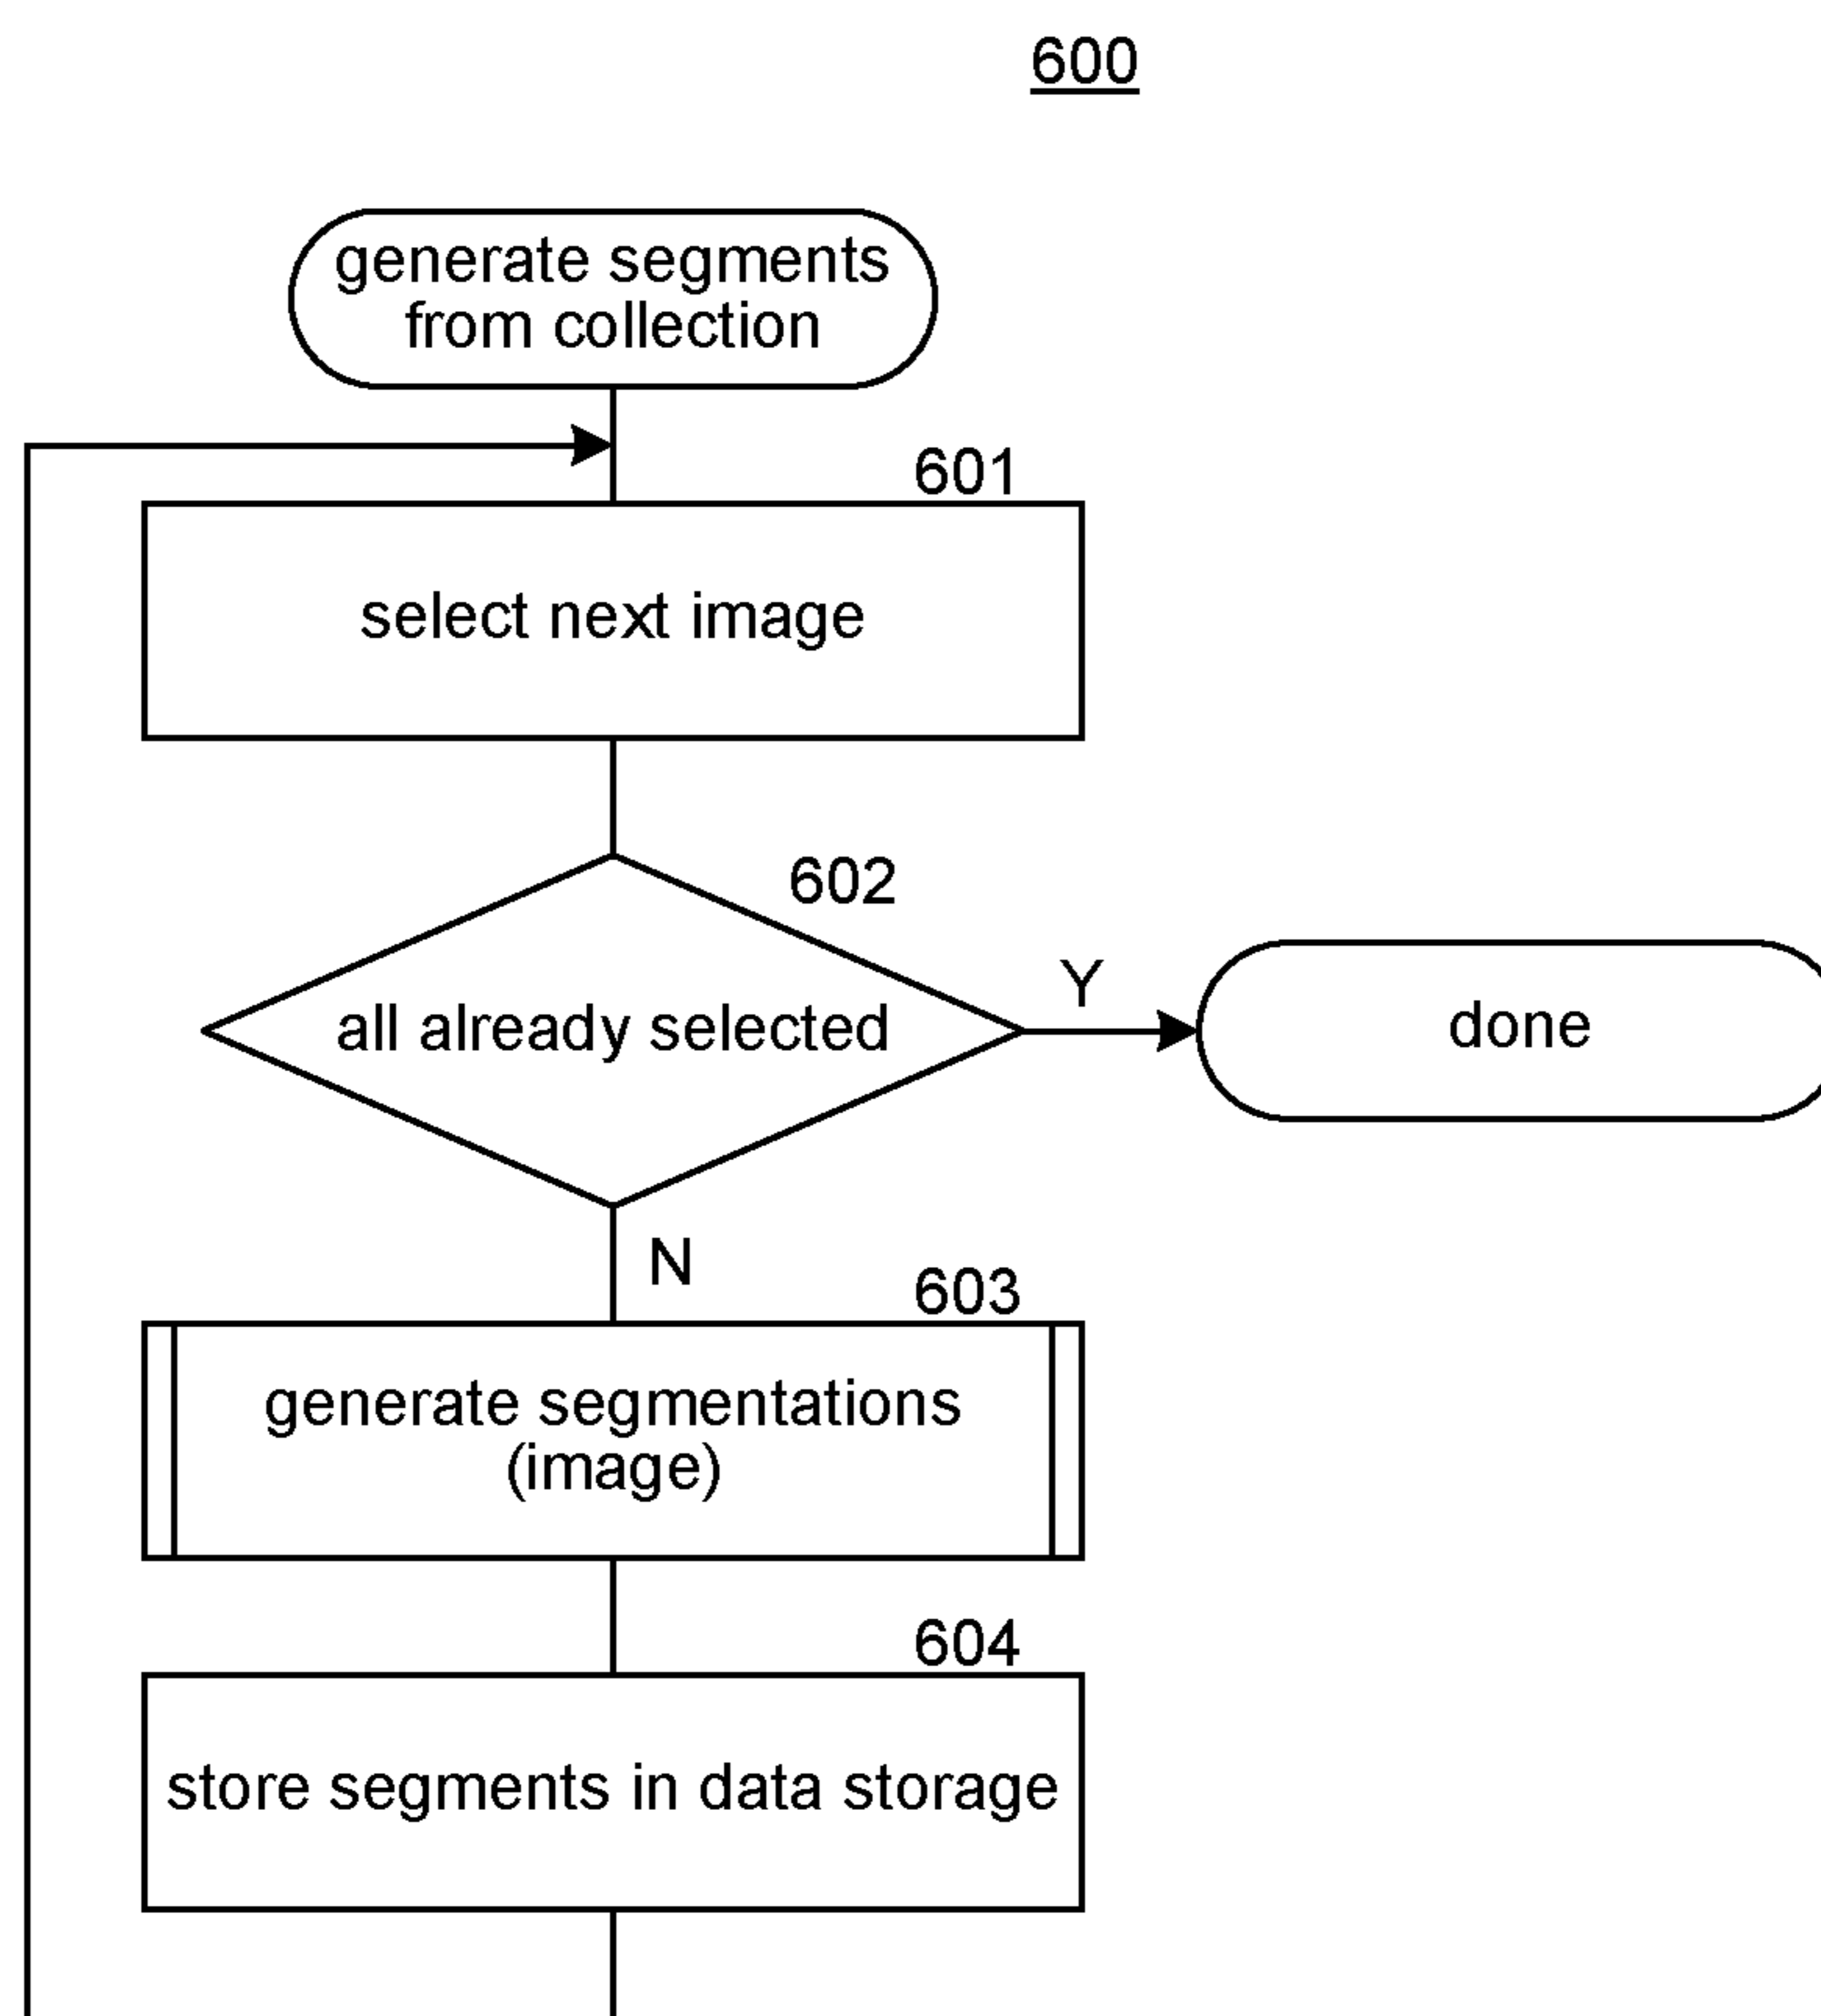 600
generate segments
from collection
601
select next image
602
all already selected
Y
done
N
603
generate segmentations
(image)
604
store segments in data storage